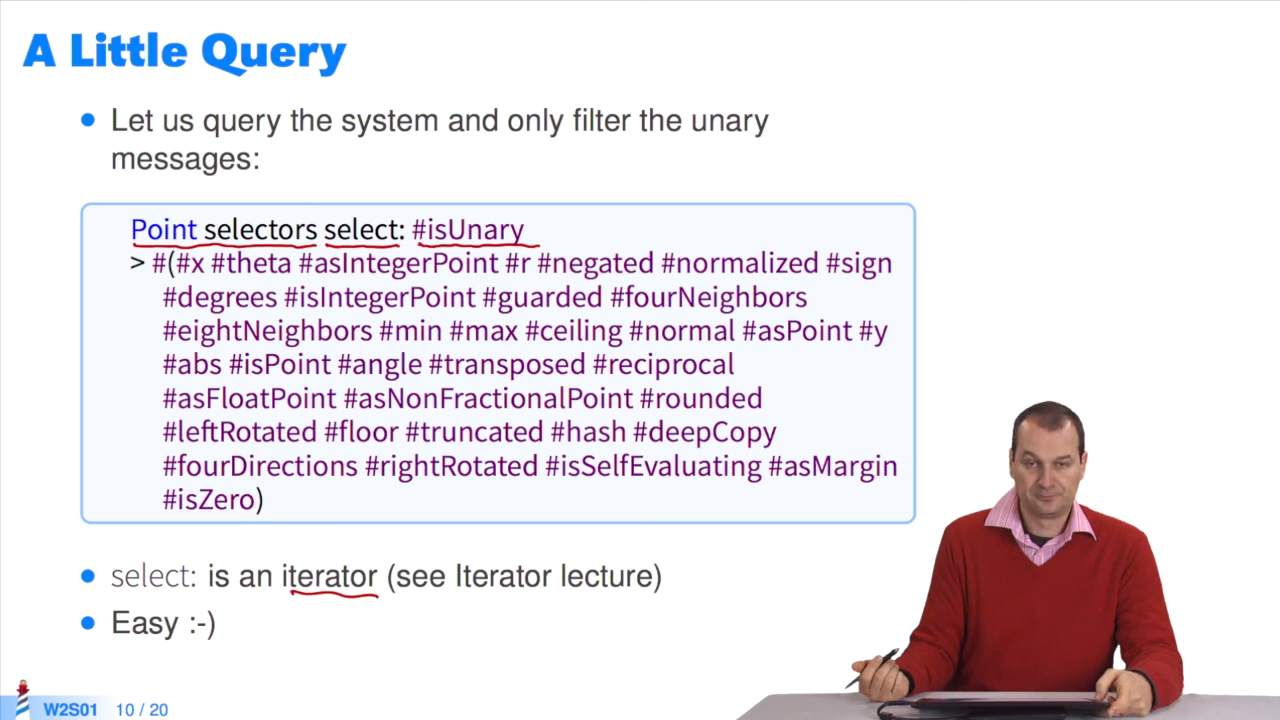 A Little Query
Let us query the system and only filter the unary
messages:
Point selectors select: #isUnary
> #(#x #theta #asIntegerPoint #r #negated #normalized #sign
#degrees #isIntegerPoint #guarded #fourNeighbors
#eightNeighbors #min #max #ceiling #normal #asPoint #y
#abs #isPoint #angle #transposed #reciprocal
#asFloatPoint #asNonFractionalPoint #rounded
#leftRotated #floor #truncated #hash #deepCopy
#fourDirections #rightRotated #isSelfEvaluating #asMargin
#isZero)
select: is an iterator (see Iterator lecture)
Easy :-)
W2S01 10 / 20